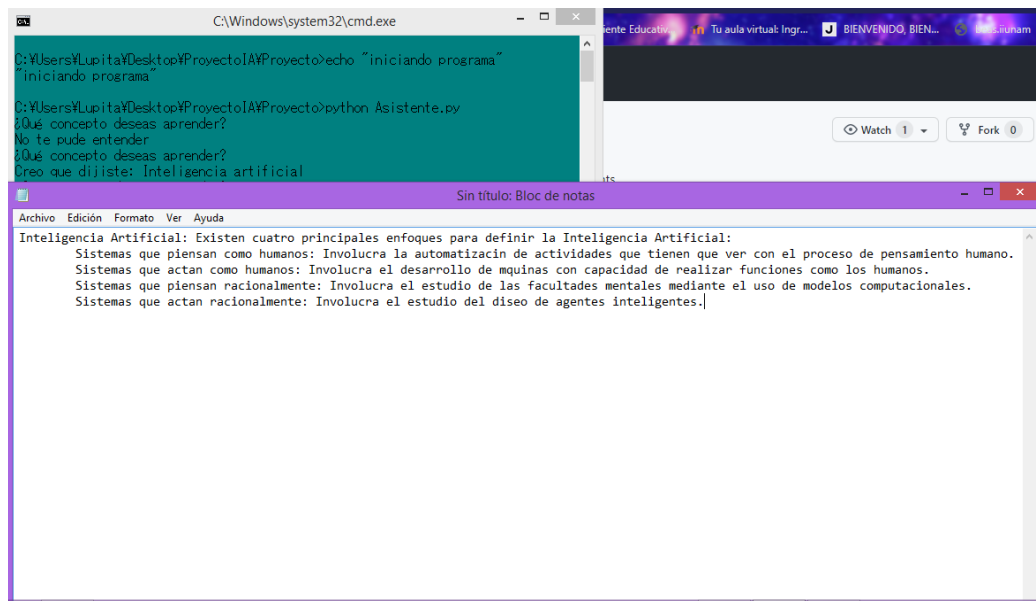 C:\Windows\system32\cmd.exe
C:¥Users¥Lupita¥Desktop¥ProyectoIA¥Proyecto>echo "iniciando programa"
"iniciando programa"
C:¥Users¥Lupita¥Desktop¥ProyectoIA¥Proyecto>python Asistente.py
¿Qué concepto deseas aprender?
No te pude entender
¿Qué concepto deseas aprender?
Creo que dijiste: Inteligencia artificial
iente Educativ... Tu aula virtual: Ingr... J BIENVENIDO, BIEN...
Watch 1 Fork 0
Sin título: Bloc de notas
Archivo Edición Formato Ver Ayuda
Inteligencia Artificial: Existen cuatro principales enfoques para definir la Inteligencia Artificial:
Sistemas que piensan como humanos: Involucra la automatizacin de actividades que tienen que ver con el proceso de pensamiento humano.
Sistemas que actan como humanos: Involucra el desarrollo de mquinas con capacidad de realizar funciones como los humanos.
Sistemas que piensan racionalmente: Involucra el estudio de las facultades mentales mediante el uso de modelos computacionales.
Sistemas que actan racionalmente: Involucra el estudio del diseo de agentes inteligentes.